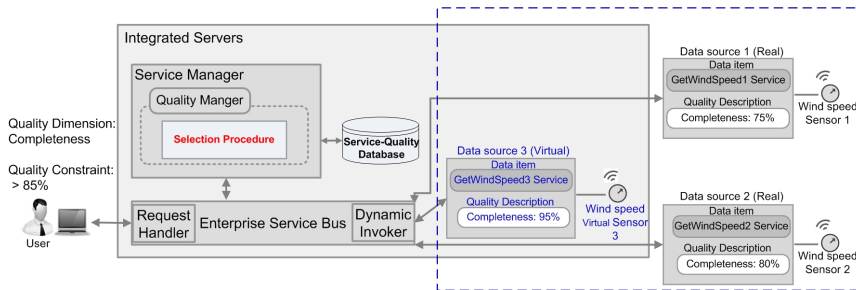 Integrated Servers
Service Manager
Quality Manger
Selection Procedure
Service-Quality
Database
Quality Dimension:
Completeness
Quality Constraint:
> 85%
User
Request
Handler
Enterprise Service Bus
Dynamic
Invoker
Data source 3 (Virtual)
Data item
GetWindSpeed3 Service
Quality Description
Completeness: 95%
Wind speed
Virtual Sensor
3
Data source 1 (Real)
Data item
GetWindSpeed1 Service
Quality Description
Completeness: 75%
Wind speed
Sensor 1
Data source 2 (Real)
Data item
GetWindSpeed2 Service
Quality Description
Completeness: 80%
Wind speed
Sensor 2